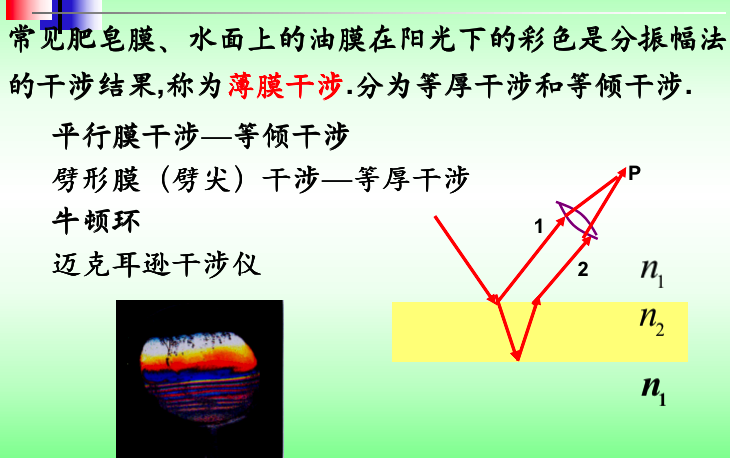 常见肥皂膜、水面上的油膜在阳光下的彩色是分振幅法
的干涉结果,称为薄膜干涉.分为等厚干涉和等倾干涉.
平行膜干涉—等倾干涉
劈形膜（劈尖）干涉—等厚干涉
牛顿环
迈克耳逊干涉仪
P
1
2
n₁
n₂
n₁